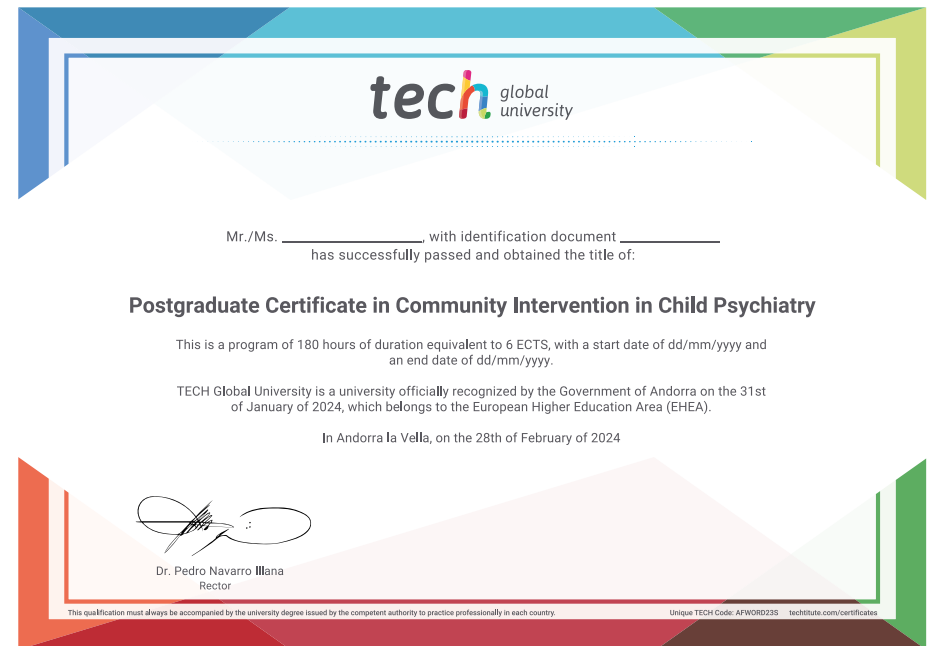 tech global
university
Mr./Ms. ____________________, with identification document ______________
has successfully passed and obtained the title of:
Postgraduate Certificate in Community Intervention in Child Psychiatry
This is a program of 180 hours of duration equivalent to 6 ECTS, with a start date of dd/mm/yyyy and
an end date of dd/mm/yyyy.
TECH Global University is a university officially recognized by the Government of Andorra on the 31st
of January of 2024, which belongs to the European Higher Education Area (EHEA).
In Andorra la Vella, on the 28th of February of 2024
Dr. Pedro Navarro Illana
Rector
This qualification must always be accompanied by the university degree issued by the competent authority to practice professionally in each country. Unique TECH Code: AFWORD23S techtitute.com/certificates